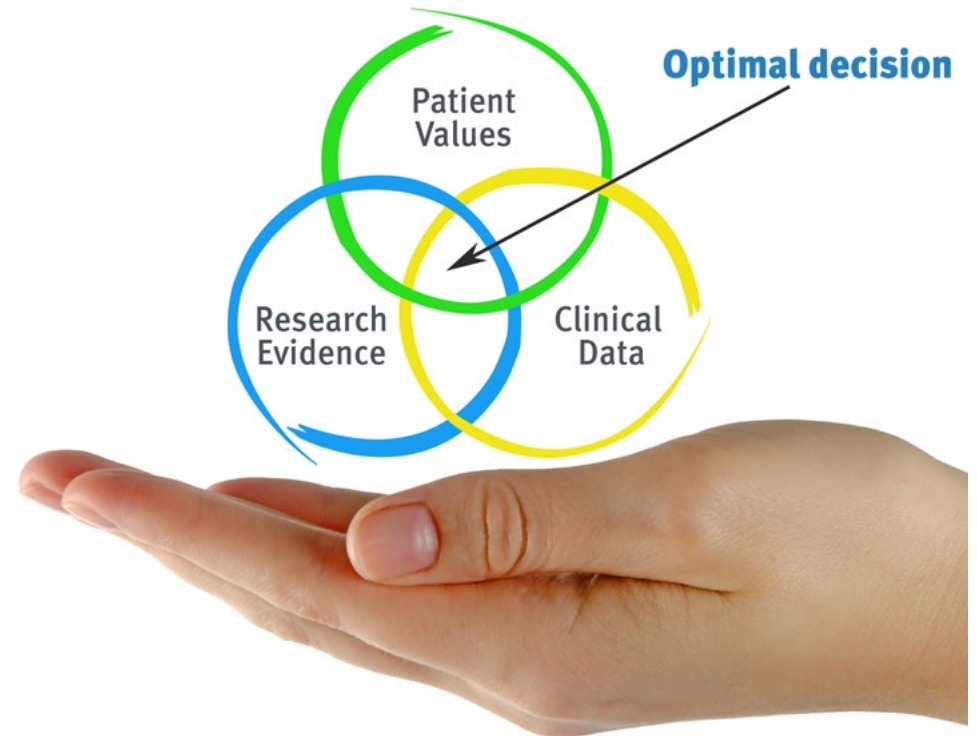 Optimal decision
Patient
Values
Research
Evidence
Clinical
Data